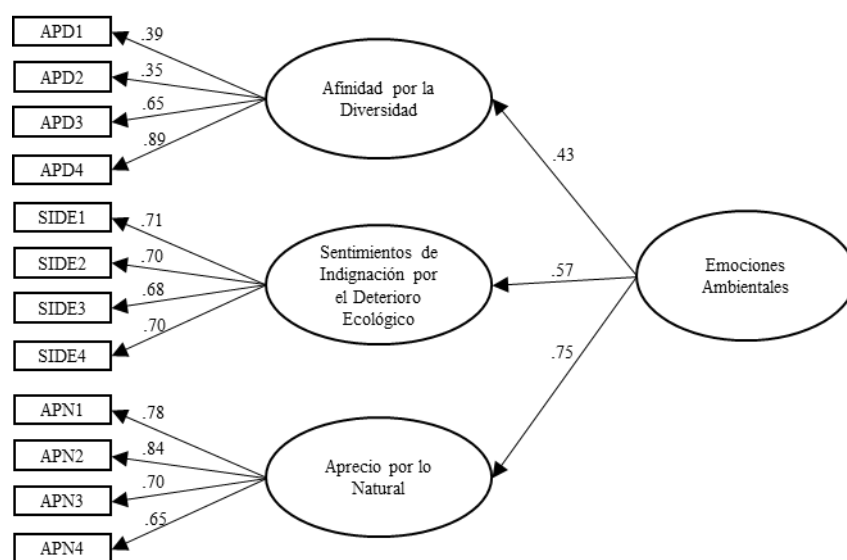 APD1
.39
APD2
.35
APD3
.65
APD4
.89
Afinidad por la
Diversidad
SIDE1
.71
SIDE2
.70
SIDE3
.68
SIDE4
.70
Sentimientos de
Indignación por
el Deterioro
Ecológico
APN1
.78
APN2
.84
APN3
.70
APN4
.65
Aprecio por lo
Natural
.43
.57
.75
Emociones
Ambientales